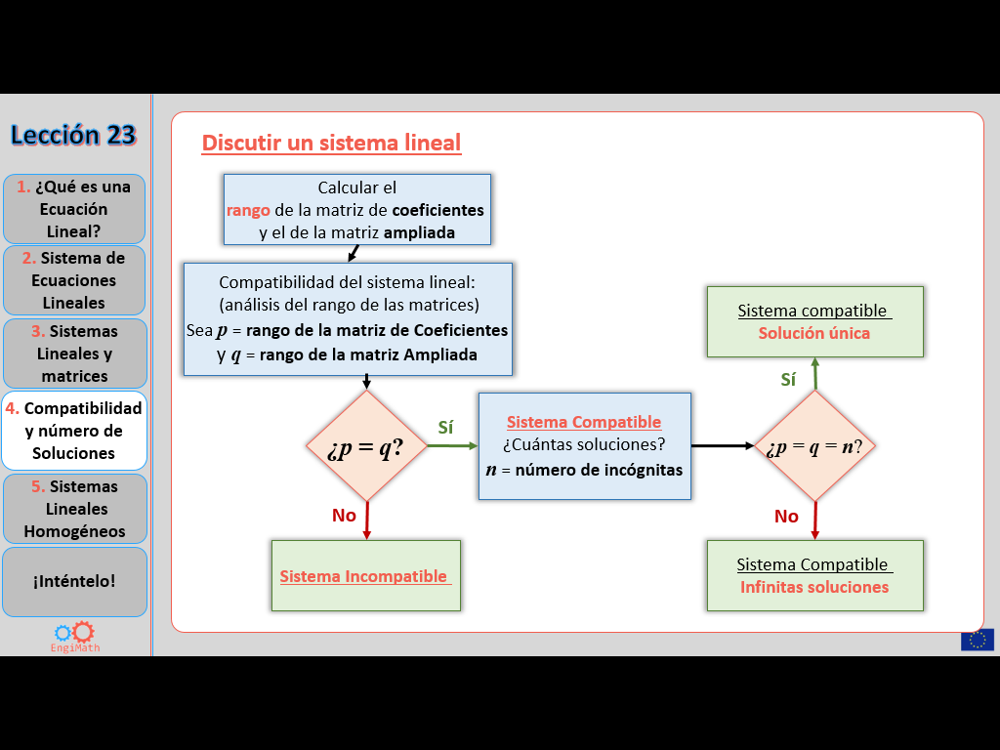 Lección 23
1. ¿Qué es una
Ecuación
Lineal?
2. Sistema de
Ecuaciones
Lineales
3. Sistemas
Lineales y
matrices
4. Compatibilidad
y número de
Soluciones
5. Sistemas
Lineales
Homogéneos
¡Inténtelo!
EngiMath
Discutir un sistema lineal
Calcular el
rango de la matriz de coeficientes
y el de la matriz ampliada
Compatibilidad del sistema lineal:
(análisis del rango de las matrices)
Sea p = rango de la matriz de Coeficientes
y q = rango de la matriz Ampliada
¿p = q?
Sí
No
Sistema Incompatible
Sistema Compatible
¿Cuántas soluciones?
n = número de incógnitas
¿p = q = n?
Sí
Sistema compatible
Solución única
No
Sistema Compatible
Infinitas soluciones